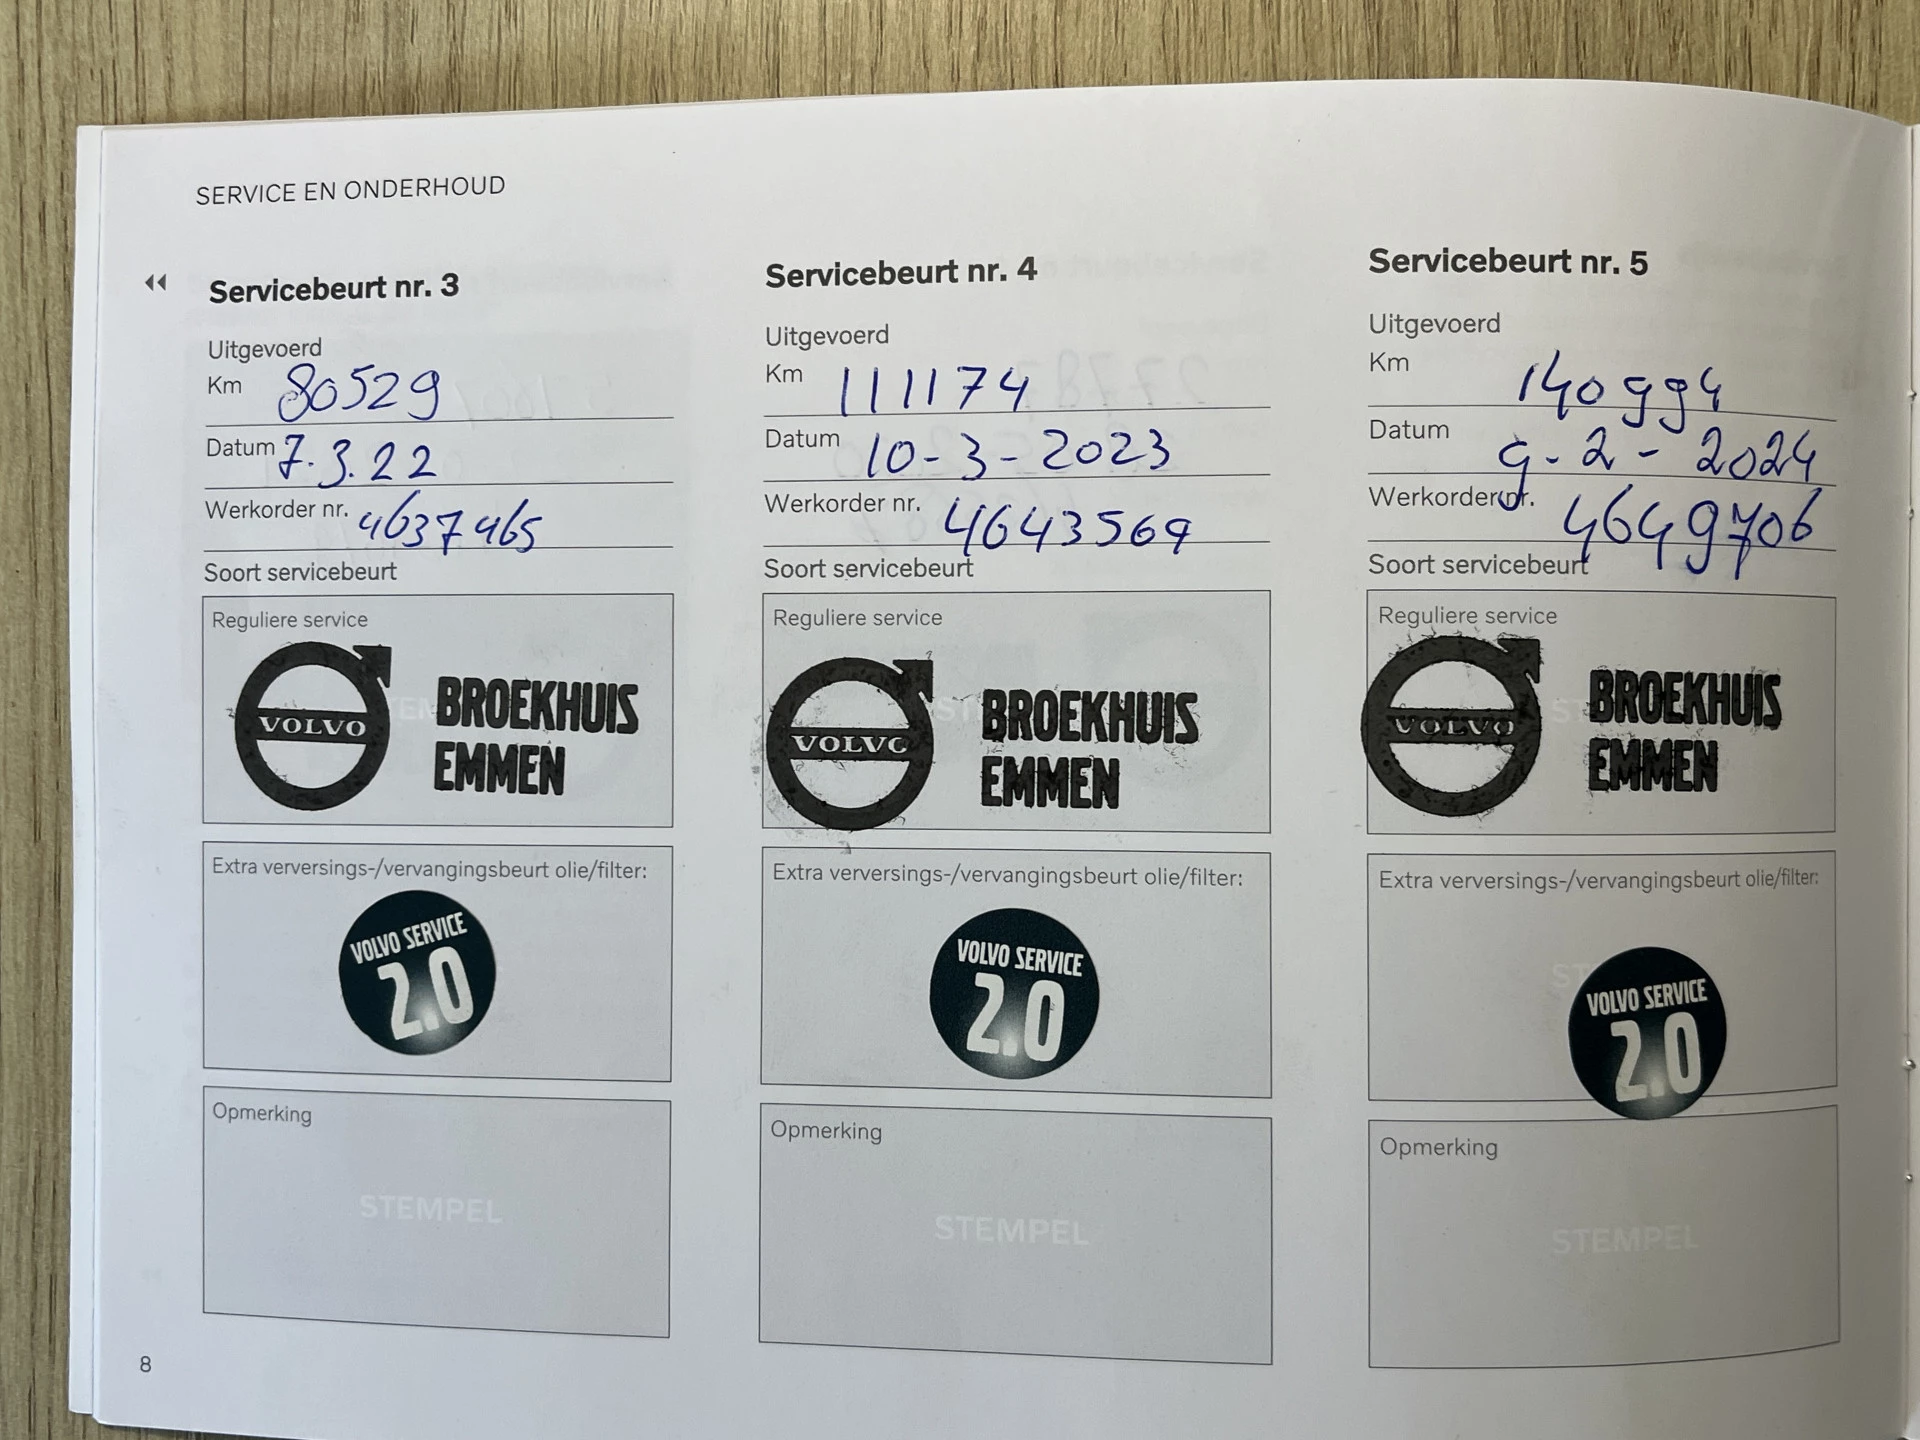 SERVICE EN ONDERHOUD
Servicebeurt nr. 3
Uitgevoerd
Km 80529
Datum 7.3.22
Werkorder nr. 4637465
Soort servicebeurt
Reguliere service
VOLVO
BROEKHUIS
EMMEN
Extra verversings-/vervangingsbeurt olie/filter:
VOLVO SERVICE
2.0
Opmerking
STEMPEL
Servicebeurt nr. 4
Uitgevoerd
Km 111174
Datum 10-3-2023
Werkorder nr. 4643569
Soort servicebeurt
Reguliere service
VOLVO
BROEKHUIS
EMMEN
Extra verversings-/vervangingsbeurt olie/filter:
VOLVO SERVICE
2.0
Opmerking
STEMPEL
Servicebeurt nr. 5
Uitgevoerd
Km 140994
Datum 9-2-2024
Werkorder nr. 4649706
Soort servicebeurt
Reguliere service
VOLVO
BROEKHUIS
EMMEN
Extra verversings-/vervangingsbeurt olie/filter:
VOLVO SERVICE
2.0
Opmerking
STEMPEL
8